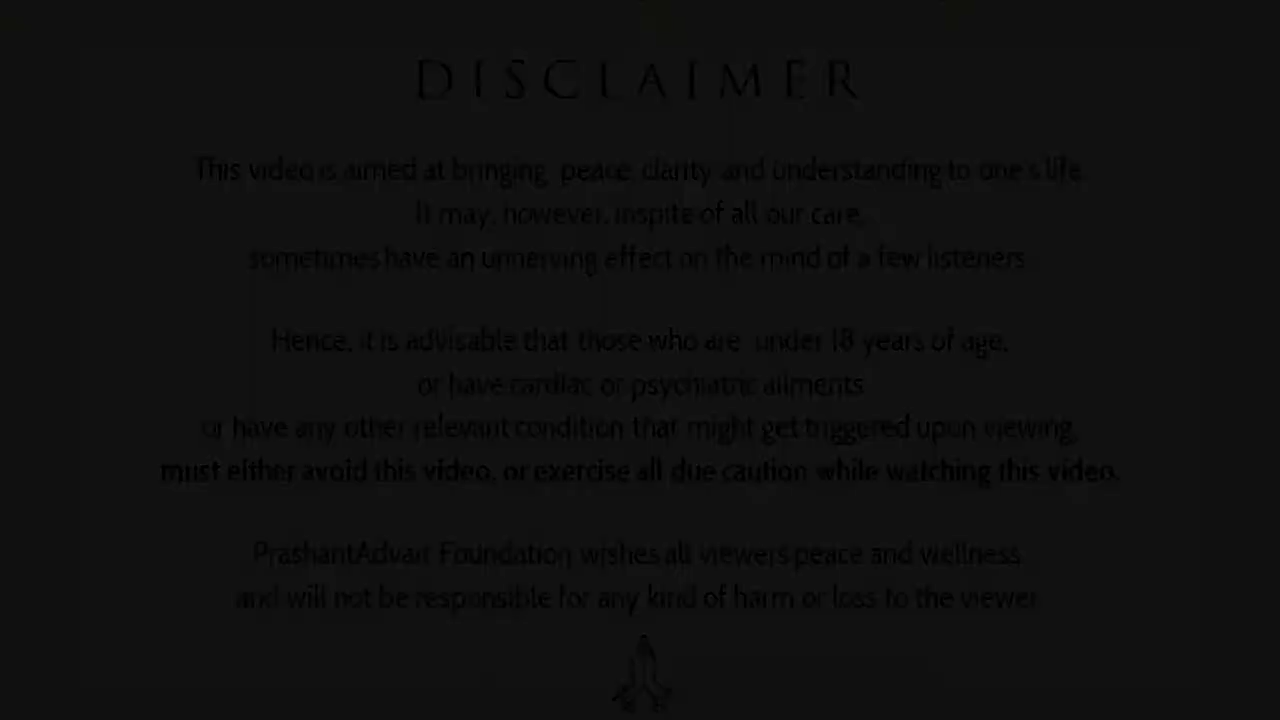 DISCLAIMER
This video is aimed at bringing, peace, clarity and understanding to one's life.
It may, however, inspite of all our care,
sometimes have an unnerving effect on the mind of a few listeners.
Hence, it is advisable that those who are under 18 years of age,
or have cardiac or psychiatric ailments
or have any other relevant condition that might get triggered upon viewing,
must either avoid this video, or exercise all due caution while watching this video.
PrashantAdvait Foundation wishes all viewers peace and wellness
and will not be responsible for any kind of harm or loss to the viewer.